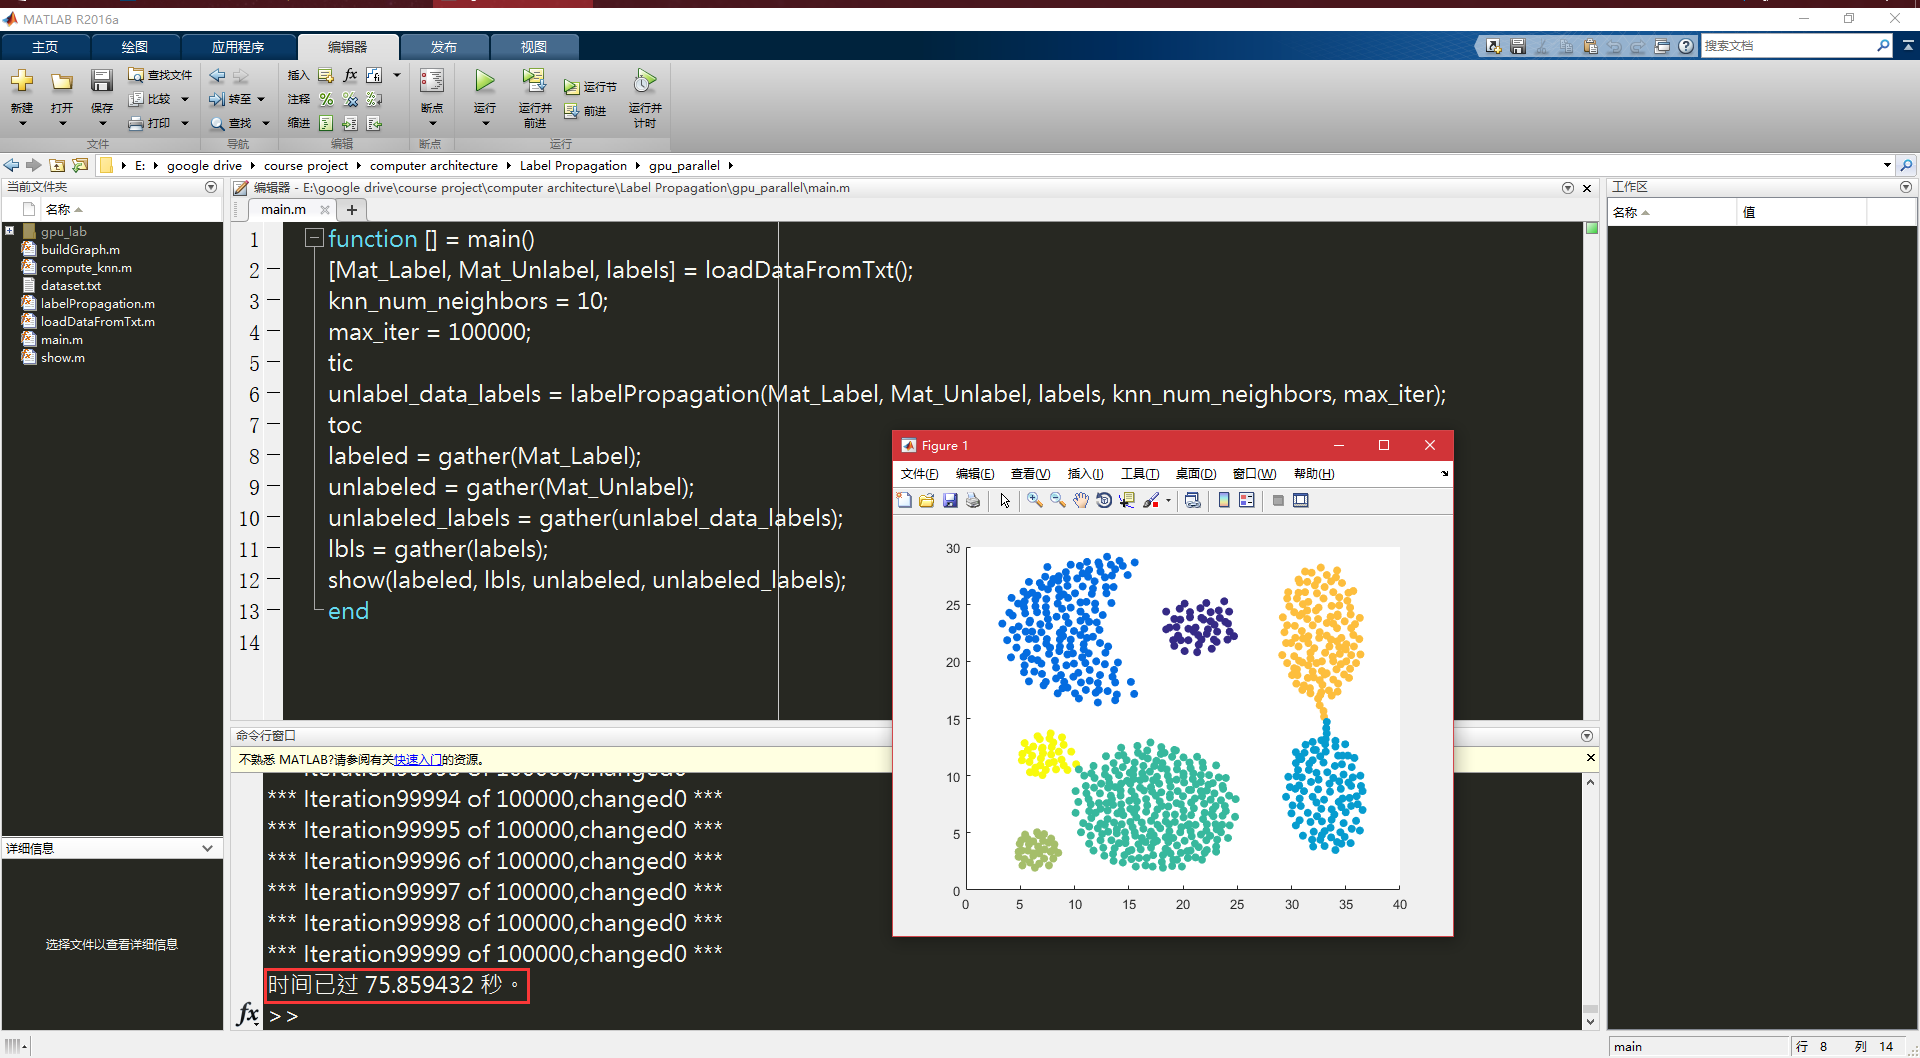 MATLAB R2016a
主页 绘图 应用程序 编辑器 发布 视图 搜索文档
新建 打开 保存 查找文件 比较 打印 文件
转至 查找 导航
插入 fx 注释 缩进 编辑
断点 断点
运行 运行并前进 运行节 前进 运行并计时 运行
E: google drive course project computer architecture Label Propagation gpu_parallel
当前文件夹
名称
gpu_lab
buildGraph.m
compute_knn.m
dataset.txt
labelPropagation.m
loadDataFromTxt.m
main.m
show.m
详细信息
选择文件以查看详细信息
编辑器 - E:\google drive\course project\computer architecture\Label Propagation\gpu_parallel\main.m
main.m
1 function [] = main()
2 [Mat_Label, Mat_Unlabel, labels] = loadDataFromTxt();
3 knn_num_neighbors = 10;
4 max_iter = 100000;
5 tic
6 unlabel_data_labels = labelPropagation(Mat_Label, Mat_Unlabel, labels, knn_num_neighbors, max_iter);
7 toc
8 labeled = gather(Mat_Label);
9 unlabeled = gather(Mat_Unlabel);
10 unlabeled_labels = gather(unlabel_data_labels);
11 lbls = gather(labels);
12 show(labeled, lbls, unlabeled, unlabeled_labels);
13 end
14
命令行窗口
不熟悉 MATLAB?请参阅有关快速入门的资源。
*** Iteration99994 of 100000,changed0 ***
*** Iteration99995 of 100000,changed0 ***
*** Iteration99996 of 100000,changed0 ***
*** Iteration99997 of 100000,changed0 ***
*** Iteration99998 of 100000,changed0 ***
*** Iteration99999 of 100000,changed0 ***
时间已过 75.859432 秒。
fx >>
Figure 1
文件(F) 编辑(E) 查看(V) 插入(I) 工具(T) 桌面(D) 窗口(W) 帮助(H)
30
25
20
15
10
5
0
0 5 10 15 20 25 30 35 40
工作区
名称 值
main 行 8 列 14